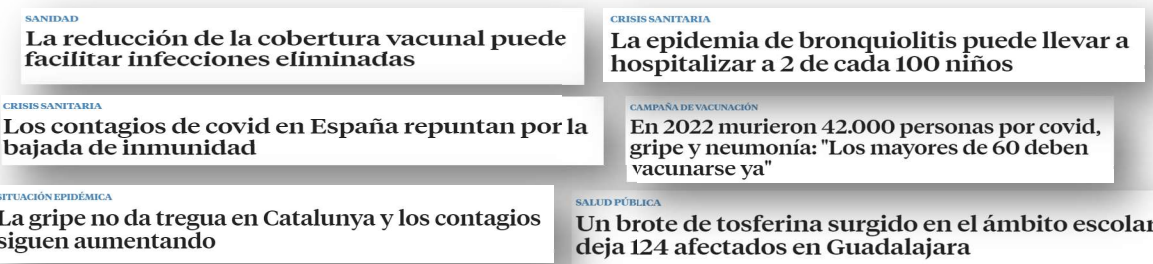 SANIDAD
La reducción de la cobertura vacunal puede
facilitar infecciones eliminadas
CRISIS SANITARIA
La epidemia de bronquiolitis puede llevar a
hospitalizar a 2 de cada 100 niños
CRISIS SANITARIA
Los contagios de covid en España repuntan por la
bajada de inmunidad
CAMPAÑA DE VACUNACIÓN
En 2022 murieron 42.000 personas por covid,
gripe y neumonía: "Los mayores de 60 deben
vacunarse ya"
SITUACIÓN EPIDÉMICA
La gripe no da tregua en Catalunya y los contagios
siguen aumentando
SALUD PÚBLICA
Un brote de tosferina surgido en el ámbito escolar
deja 124 afectados en Guadalajara